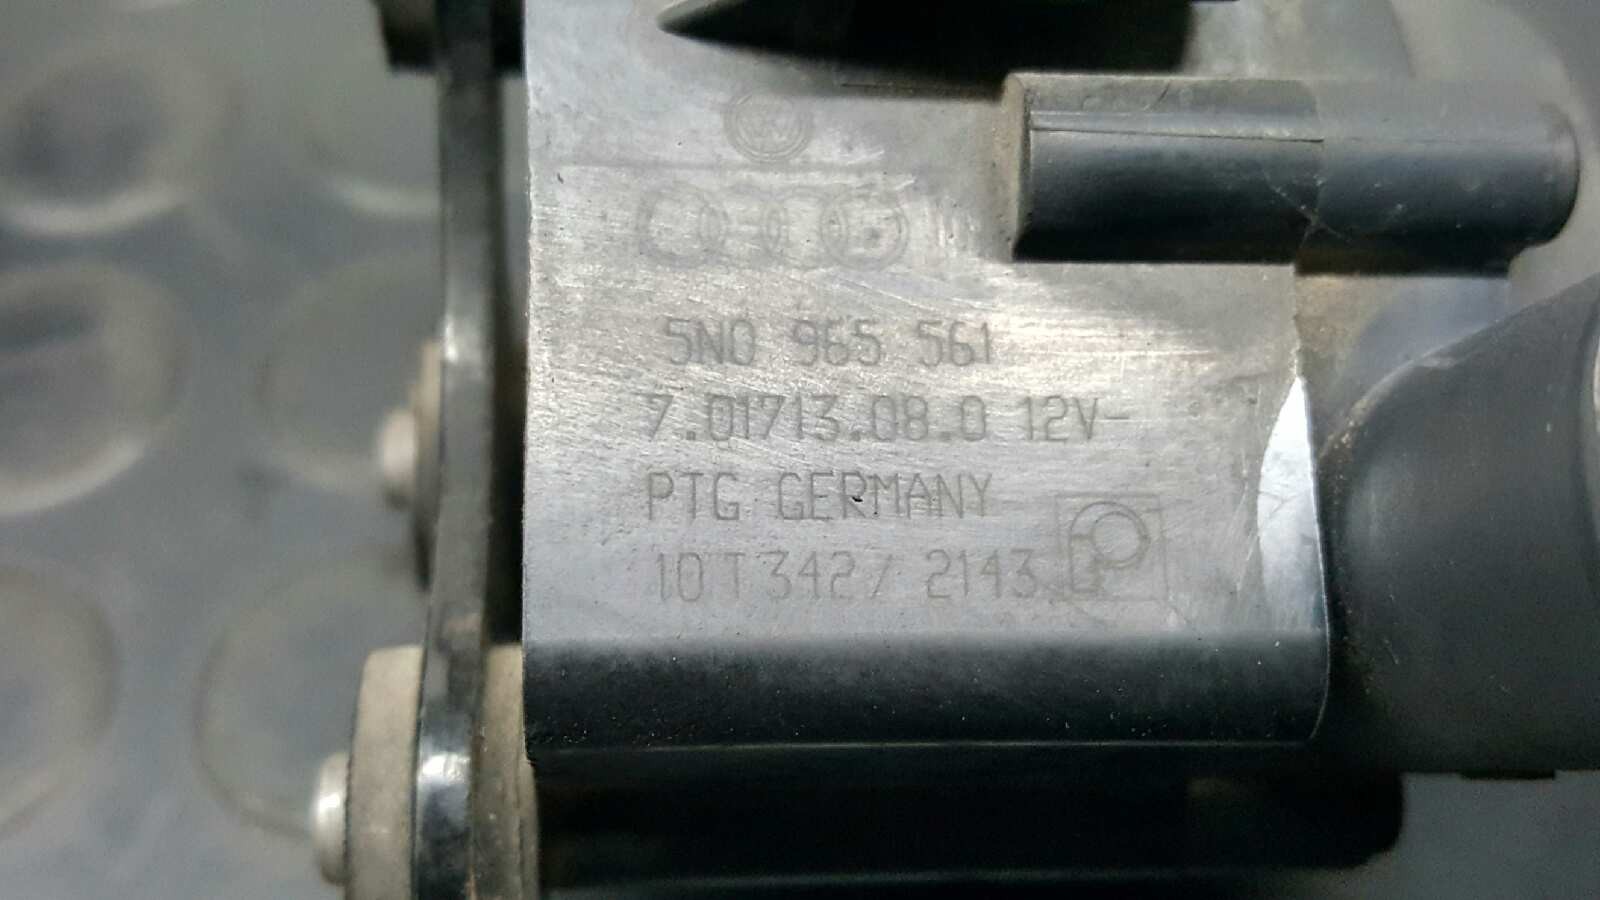 5N0 965 561
7.01713.08.0 12V-
PTG GERMANY
10 T 342 / 2143